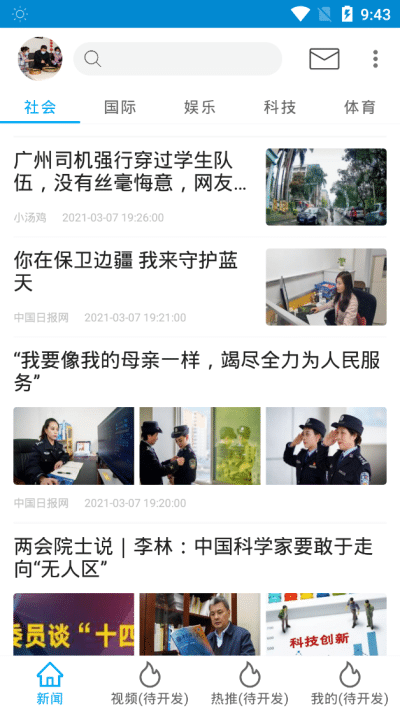 9:43
社会 国际 娱乐 科技 体育
广州司机强行穿过学生队
伍，没有丝毫悔意，网友...
小汤鸡 2021-03-07 19:26:00
你在保卫边疆 我来守护蓝
天
中国日报网 2021-03-07 19:21:00
“我要像我的母亲一样，竭尽全力为人民服
务”
中国日报网 2021-03-07 19:20:00
两会院士说｜李林：中国科学家要敢于走
向“无人区”
委员谈“十四
科技创新
新闻 视频(待开发) 热推(待开发) 我的(待开发)